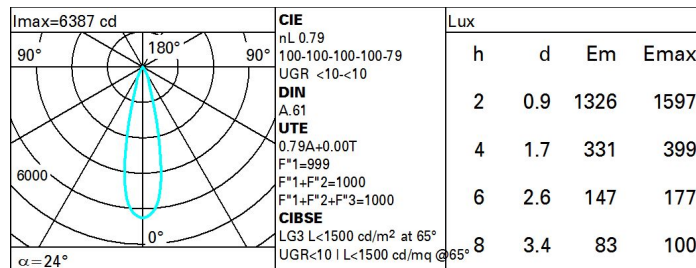 Imax=6387 cd
90°
180°
90°
6000
0°
α=24°
CIE
nL 0.79
100-100-100-100-79
UGR <10-<10
DIN
A.61
UTE
0.79A+0.00T
F"1=999
F"1+F"2=1000
F"1+F"2+F"3=1000
CIBSE
LG3 L<1500 cd/m² at 65°
UGR<10 | L<1500 cd/mq @65°
Lux
h d Em Emax
2 0.9 1326 1597
4 1.7 331 399
6 2.6 147 177
8 3.4 83 100